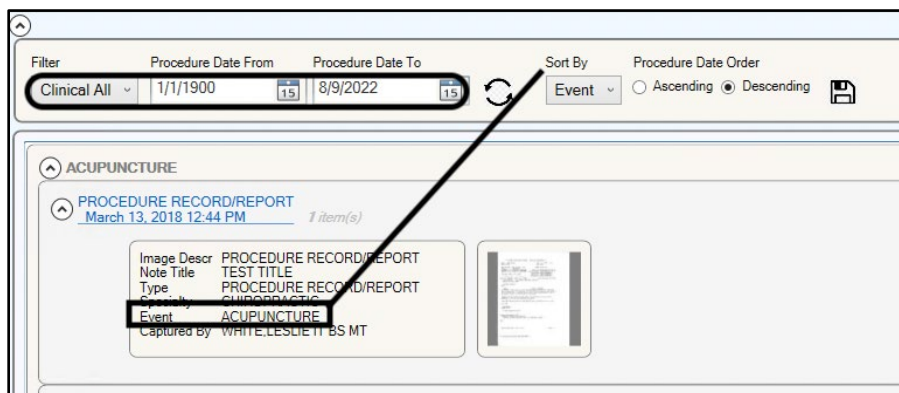 Filter Procedure Date From Procedure Date To Sort By Procedure Date Order
Clinical All 1/1/1900 15 8/9/2022 15 Event Ascending Descending
ACUPUNCTURE
PROCEDURE RECORD/REPORT
March 13, 2018 12:44 PM 1 item(s)
Image Descr PROCEDURE RECORD/REPORT
Note Title TEST TITLE
Type PROCEDURE RECORD/REPORT
Specialty CHIROPRACTIC
Event ACUPUNCTURE
Captured By WHITE,LESLIE IT BS MT